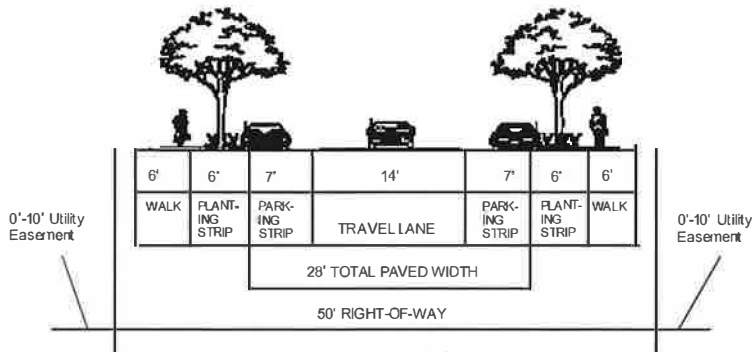 6' 6' 7' 14' 7' 6' 6'
WALK PLANT-ING STRIP PARK-ING STRIP TRAVEL LANE PARK-ING STRIP PLANT-ING STRIP WALK
0'-10' Utility
Easement
0'-10' Utility
Easement
28' TOTAL PAVED WIDTH
50' RIGHT-OF-WAY